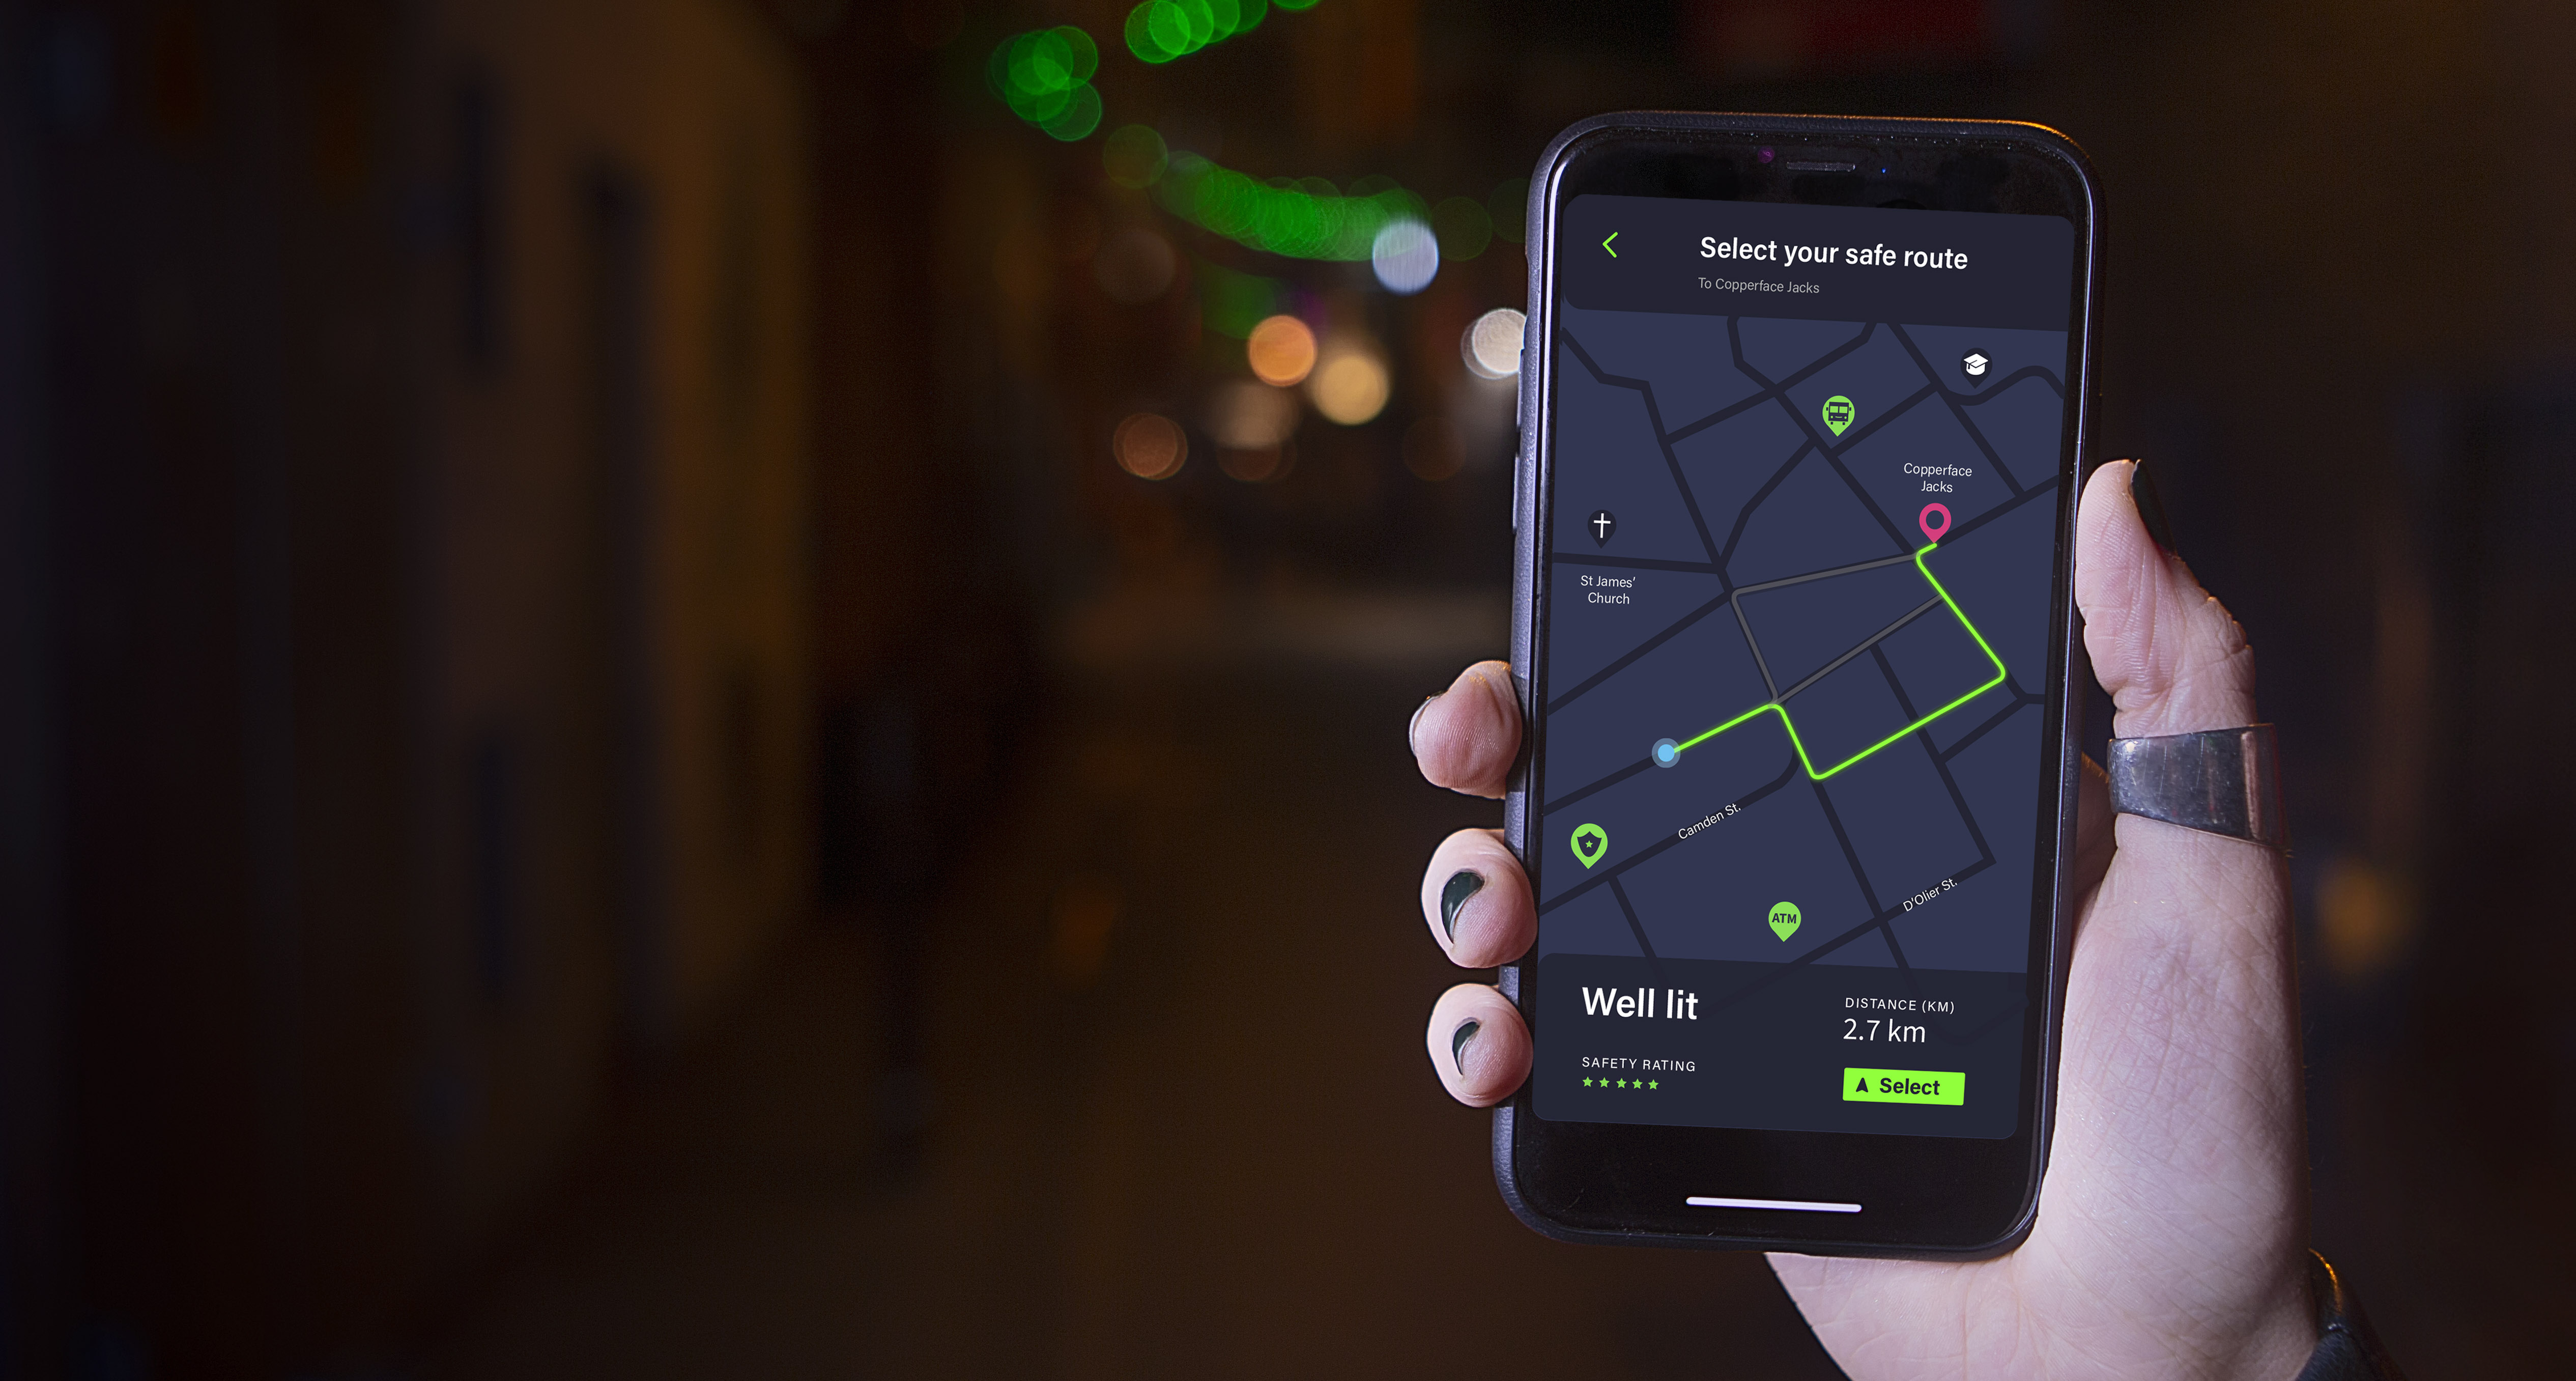 Select your safe route
To Copperface Jacks
Copperface
Jacks
St James'
Church
Camden St.
D'Olier St.
ATM
Well lit
DISTANCE (KM)
2.7 km
SAFETY RATING
Select